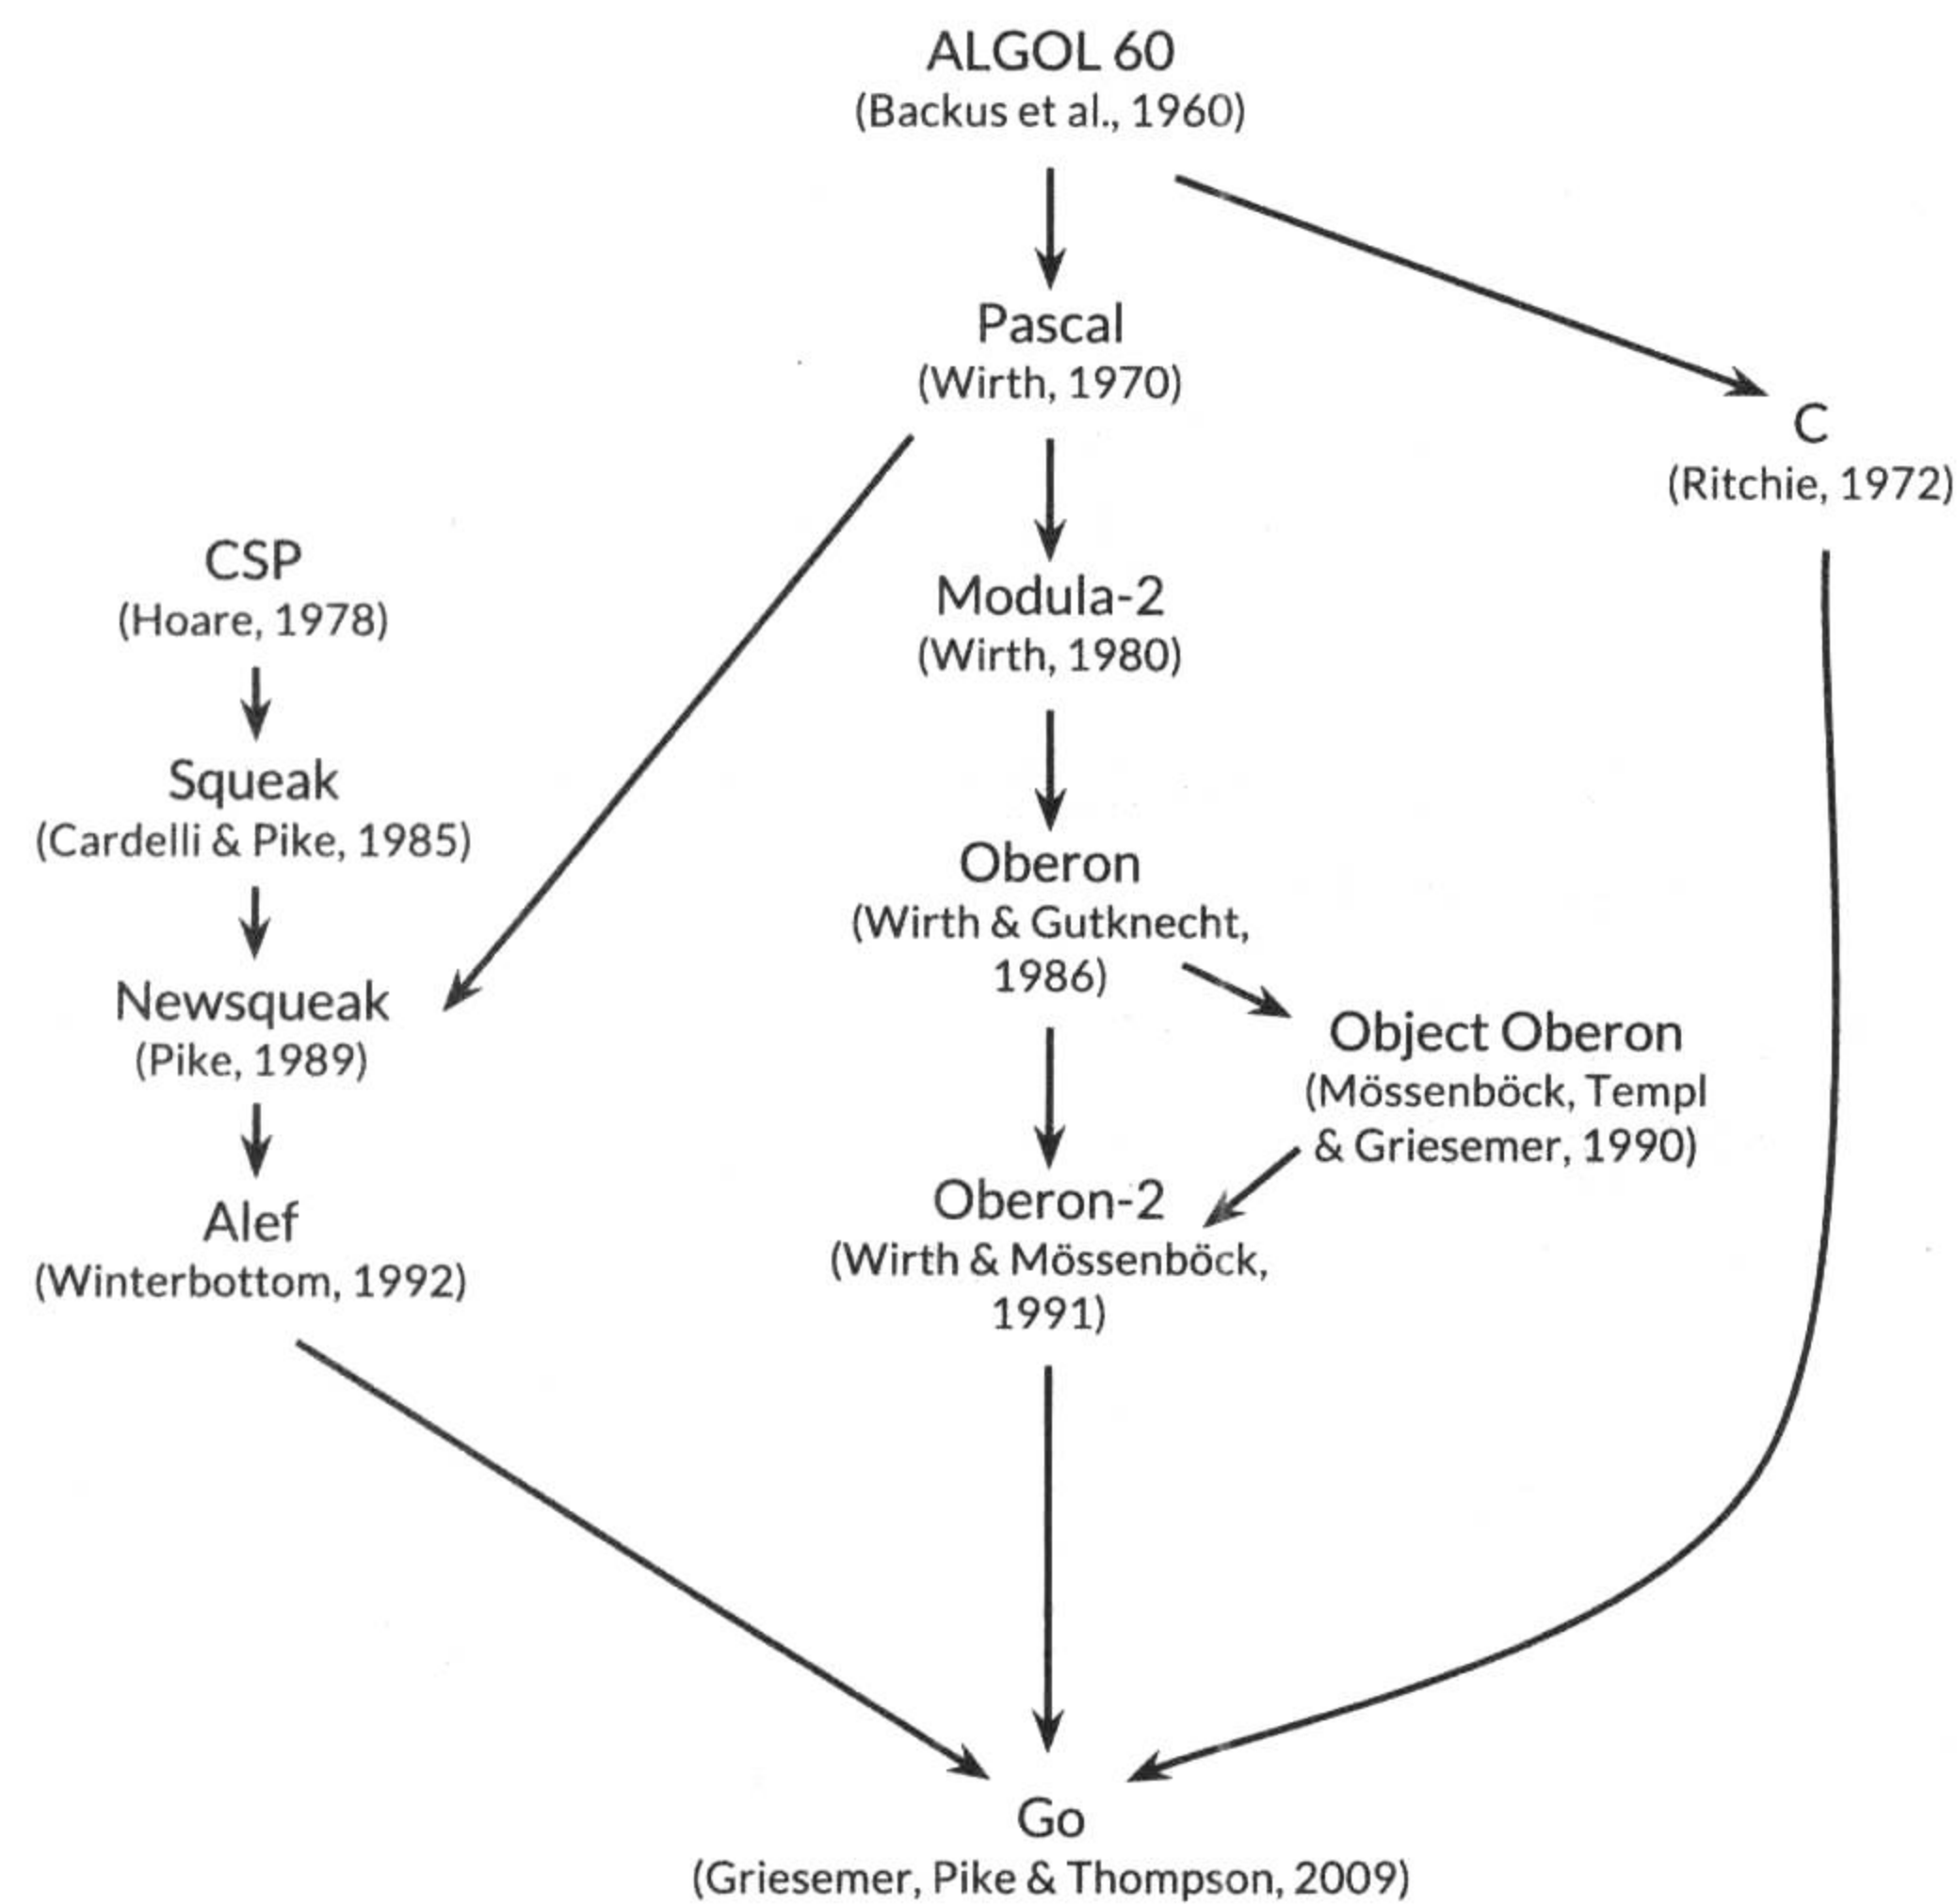 ALGOL 60
(Backus et al., 1960)
Pascal
(Wirth, 1970)
C
(Ritchie, 1972)
CSP
(Hoare, 1978)
Modula-2
(Wirth, 1980)
Squeak
(Cardelli & Pike, 1985)
Oberon
(Wirth & Gutknecht,
1986)
Newsqueak
(Pike, 1989)
Object Oberon
(Mössenböck, Templ
& Griesemer, 1990)
Alef
(Winterbottom, 1992)
Oberon-2
(Wirth & Mössenböck,
1991)
Go
(Griesemer, Pike & Thompson, 2009)